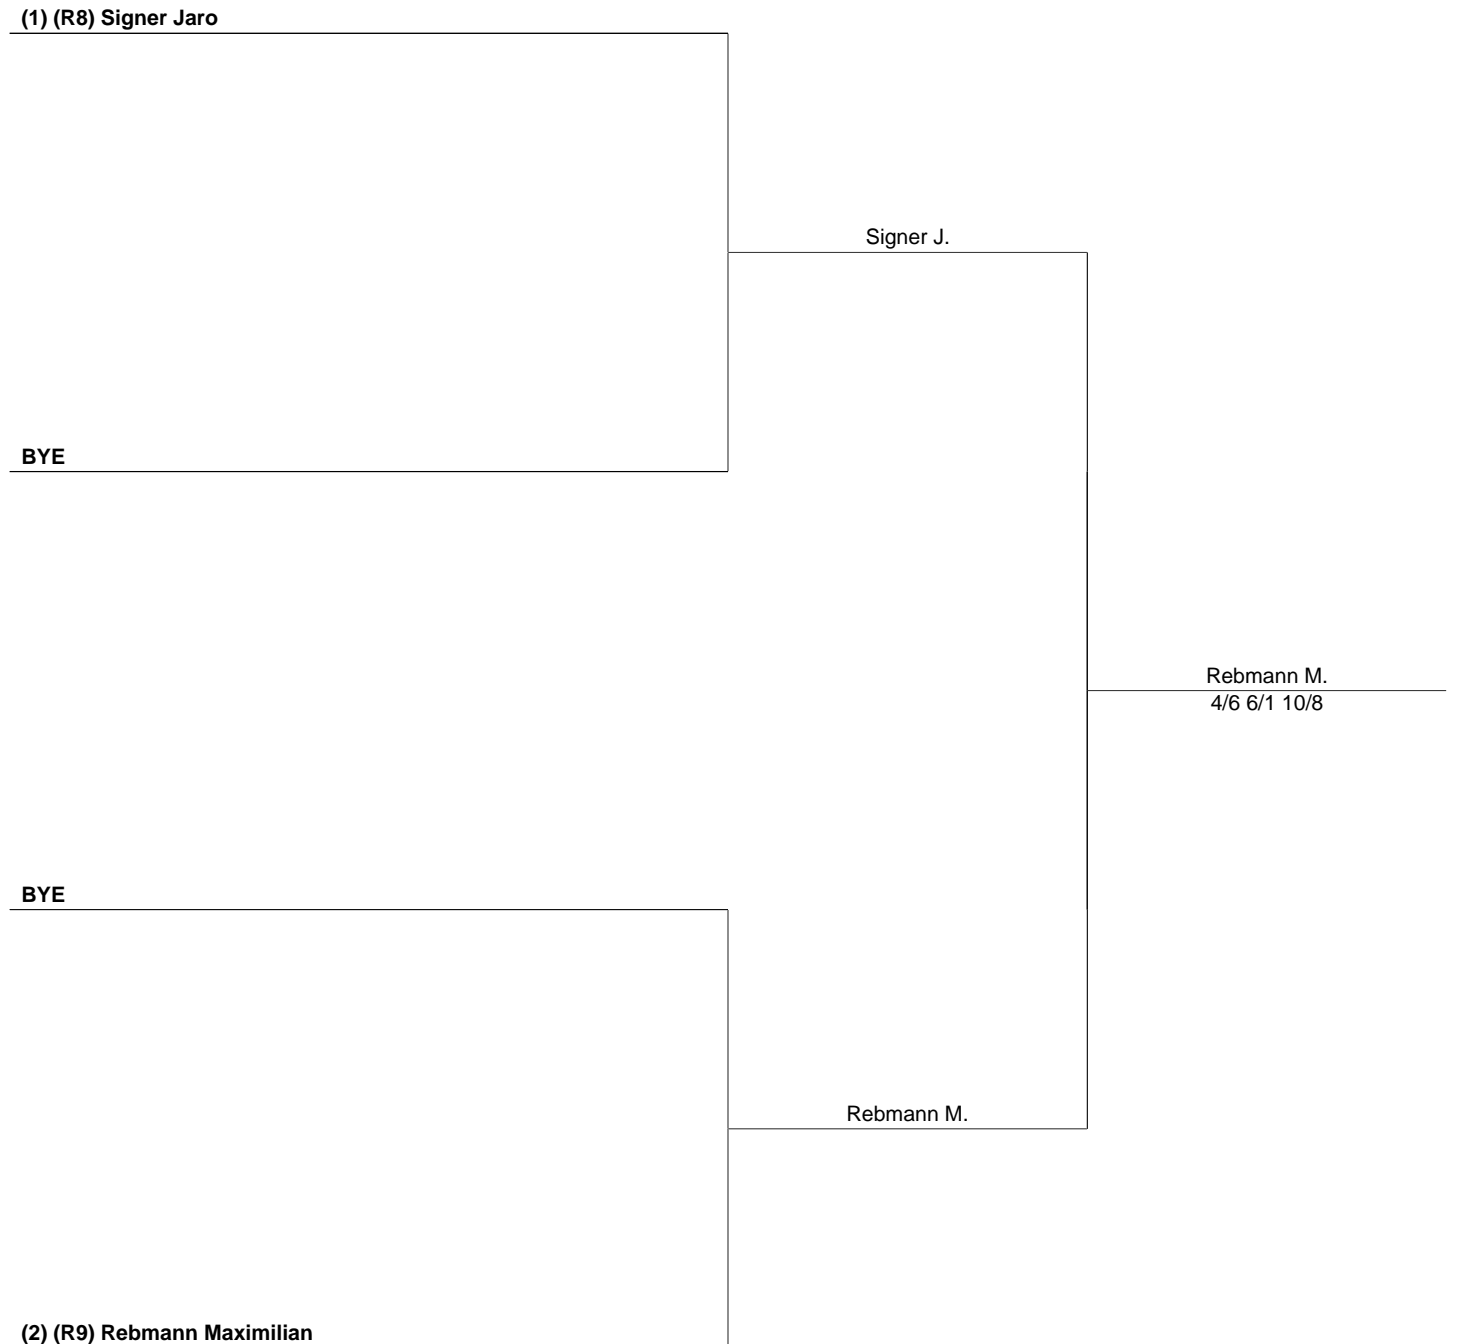 (1) (R8) Signer Jaro
Signer J.
BYE
Rebmann M.
4/6 6/1 10/8
BYE
Rebmann M.
(2) (R9) Rebmann Maximilian